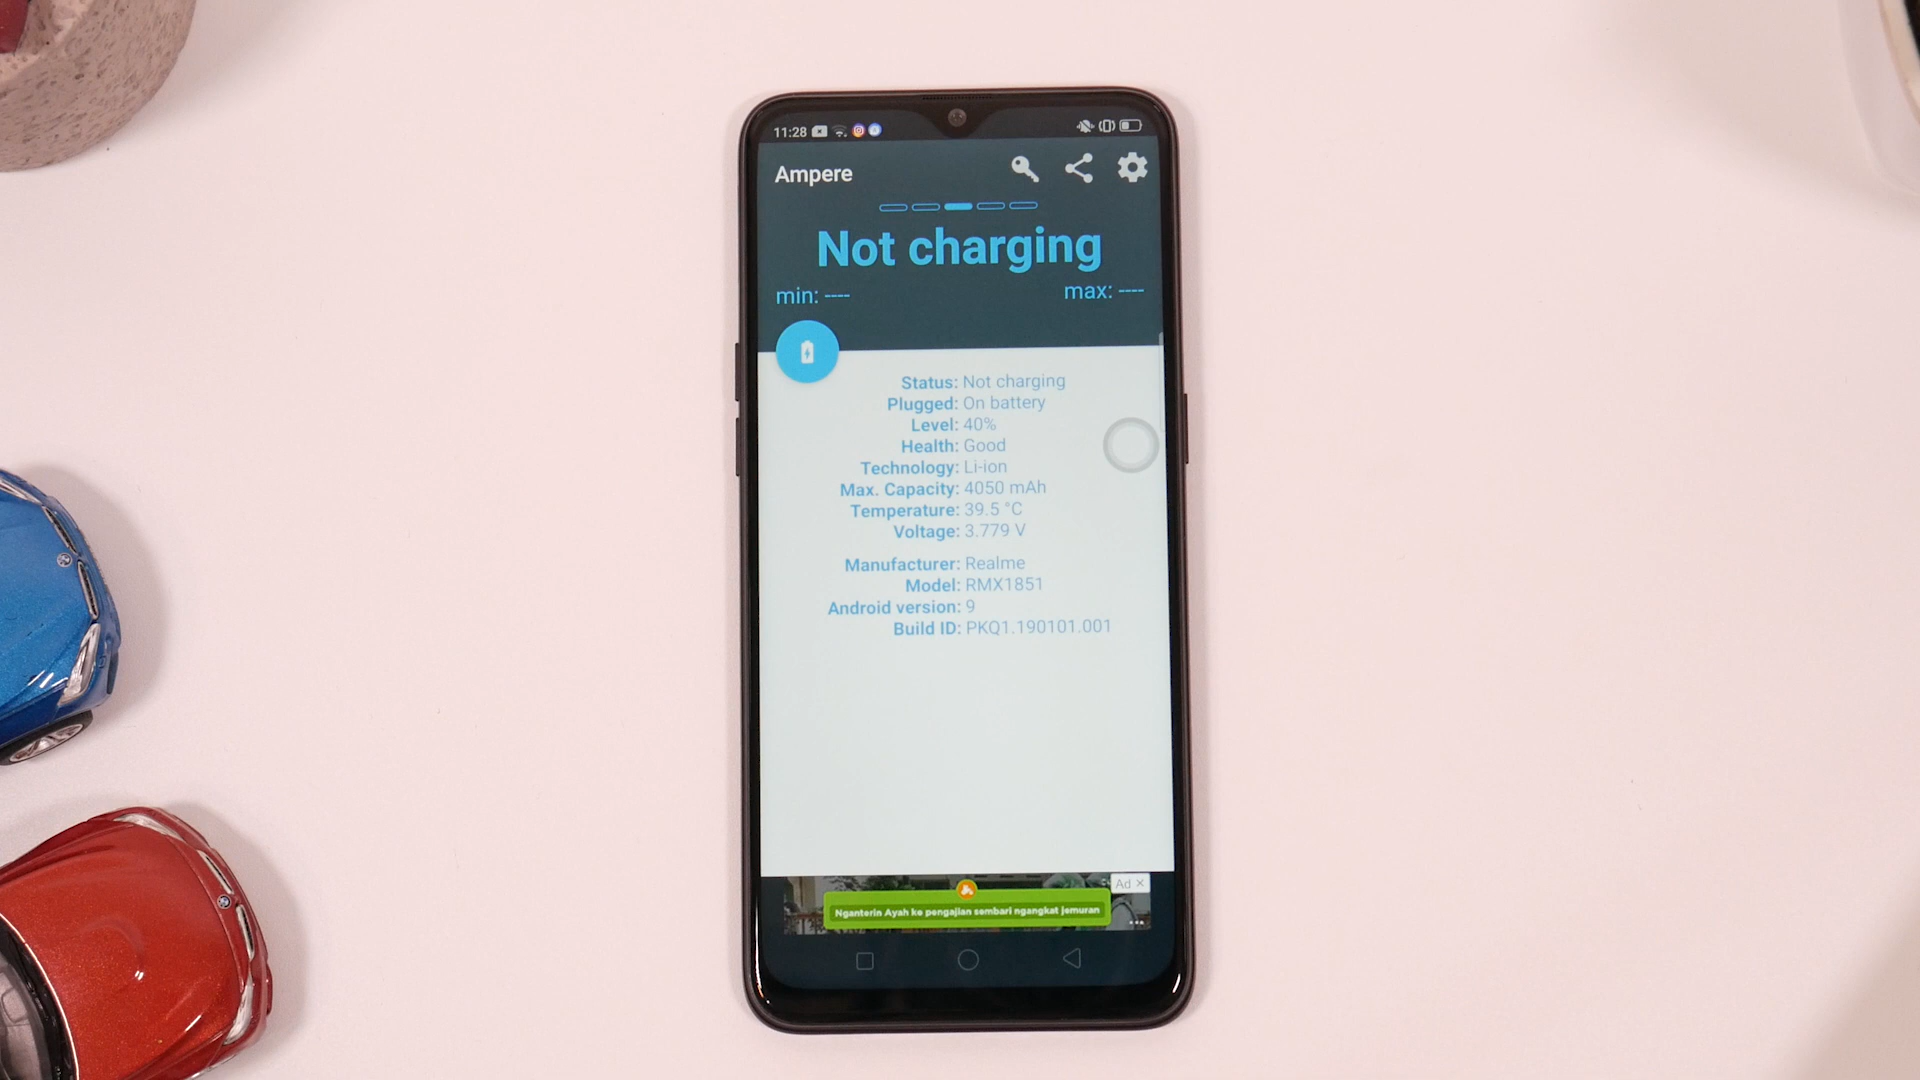 11:28
Ampere
Not charging
min: ----
max: ----
Status: Not charging
Plugged: On battery
Level: 40%
Health: Good
Technology: Li-ion
Max. Capacity: 4050 mAh
Temperature: 39.5 °C
Voltage: 3.779 V
Manufacturer: Realme
Model: RMX1851
Android version: 9
Build ID: PKQ1.190101.001
Ad
Nganterin Ayah ke pengajian sembari ngangkat jemuran